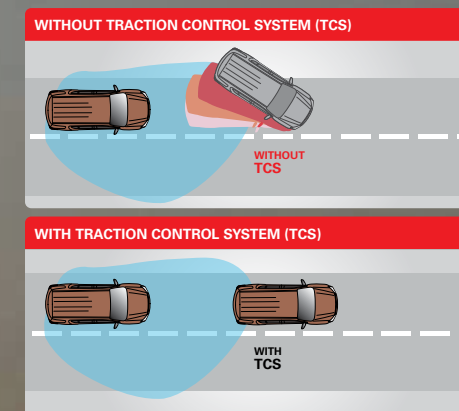 WITHOUT TRACTION CONTROL SYSTEM (TCS)
WITHOUT
TCS
WITH TRACTION CONTROL SYSTEM (TCS)
WITH
TCS